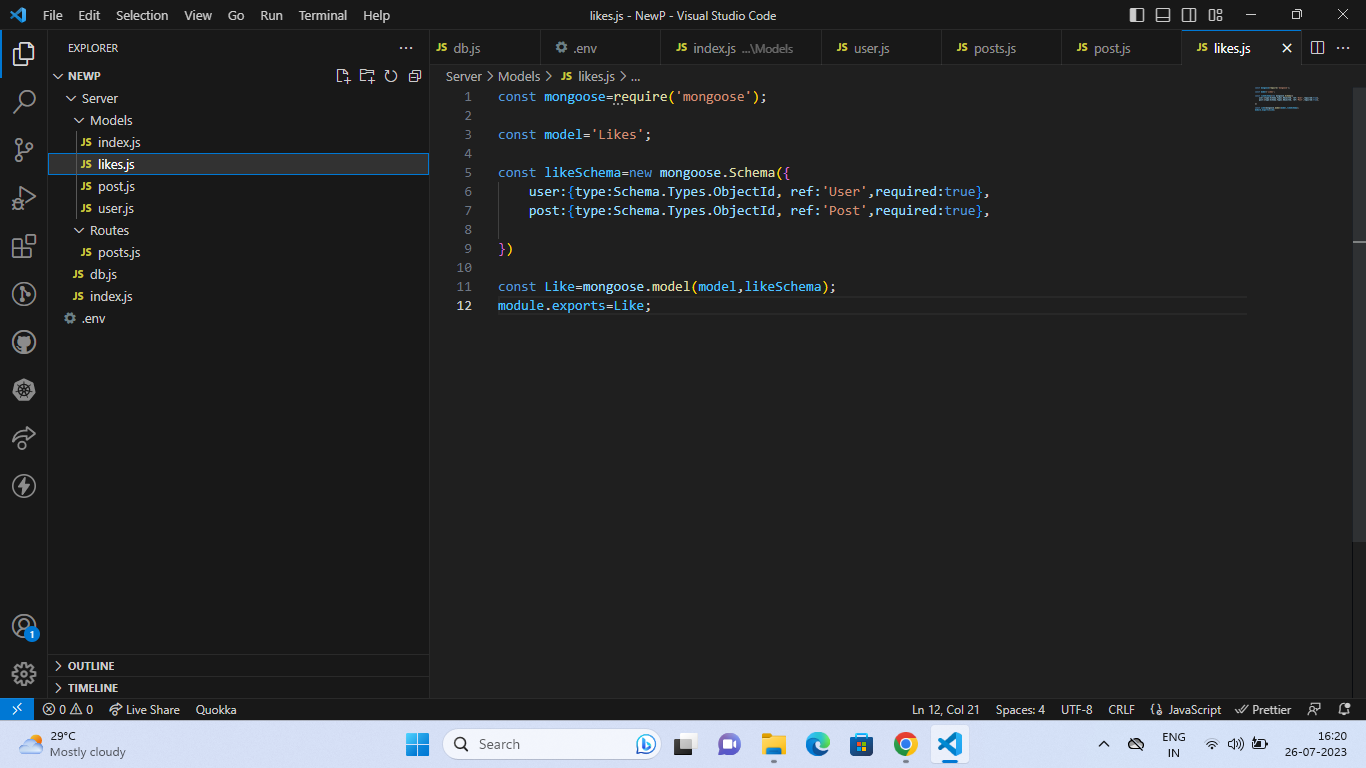 File Edit Selection View Go Run Terminal Help
likes.js - NewP - Visual Studio Code
EXPLORER
NEWP
Server
Models
JS index.js
JS likes.js
JS post.js
JS user.js
Routes
JS posts.js
JS db.js
JS index.js
.env
OUTLINE
TIMELINE
JS db.js
.env
JS index.js ...\Models
JS user.js
JS posts.js
JS post.js
JS likes.js
Server > Models > JS likes.js > ...
1 const mongoose=require('mongoose');
2
3 const model='Likes';
4
5 const likeSchema=new mongoose.Schema({
6 user:{type:Schema.Types.ObjectId, ref:'User',required:true},
7 post:{type:Schema.Types.ObjectId, ref:'Post',required:true},
8
9 })
10
11 const Like=mongoose.model(model,likeSchema);
12 module.exports=Like;
1
0 0 Live Share Quokka
Ln 12, Col 21 Spaces: 4 UTF-8 CRLF {} JavaScript Prettier
29°C
Mostly cloudy
Search
ENG
IN
16:20
26-07-2023